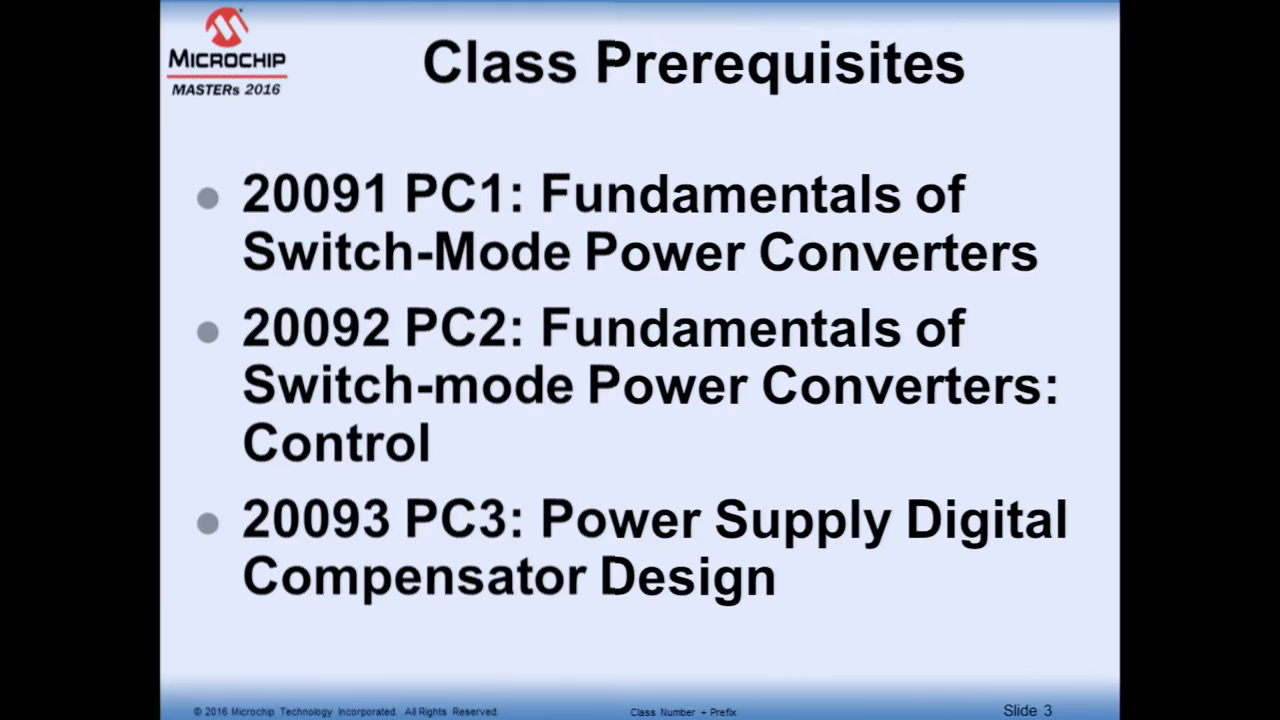 MICROCHIP
MASTERs 2016
Class Prerequisites
20091 PC1: Fundamentals of
Switch-Mode Power Converters
20092 PC2: Fundamentals of
Switch-mode Power Converters:
Control
20093 PC3: Power Supply Digital
Compensator Design
© 2016 Microchip Technology Incorporated. All Rights Reserved.
Class Number + Prefix
Slide 3